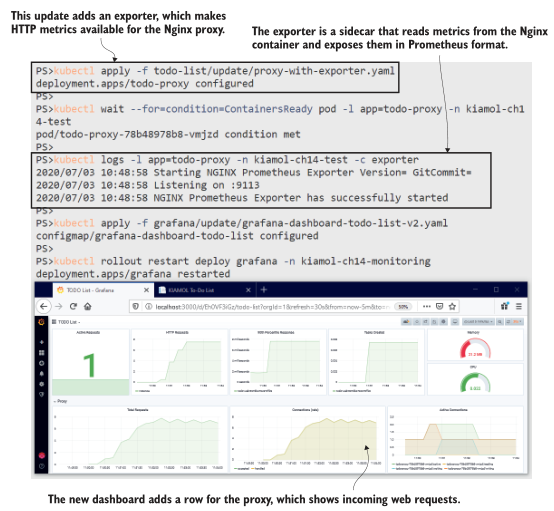 This update adds an exporter, which makes
HTTP metrics available for the Nginx proxy.
The exporter is a sidecar that reads metrics from the Nginx
container and exposes them in Prometheus format.
PS>kubectl apply -f todo-list/update/proxy-with-exporter.yaml
deployment.apps/todo-proxy configured
PS>
PS>kubectl wait --for=condition=ContainersReady pod -l app=todo-proxy -n kiamol-ch1
4-test
pod/todo-proxy-78b48978b8-vmjzd condition met
PS>
PS>kubectl logs -l app=todo-proxy -n kiamol-ch14-test -c exporter
2020/07/03 10:48:58 Starting NGINX Prometheus Exporter Version= GitCommit=
2020/07/03 10:48:58 Listening on :9113
2020/07/03 10:48:58 NGINX Prometheus Exporter has successfully started
PS>
PS>kubectl apply -f grafana/update/grafana-dashboard-todo-list-v2.yaml
configmap/grafana-dashboard-todo-list configured
PS>
PS>kubectl rollout restart deploy grafana -n kiamol-ch14-monitoring
deployment.apps/grafana restarted
TODO List - Grafana
KIAMOL To-Do List
50%
TODO List
Active Requests
HTTP Requests
Tasks Created
Memory
1
CPU
Proxy
Total Requests
Connections (rate)
Active Connections
The new dashboard adds a row for the proxy, which shows incoming web requests.